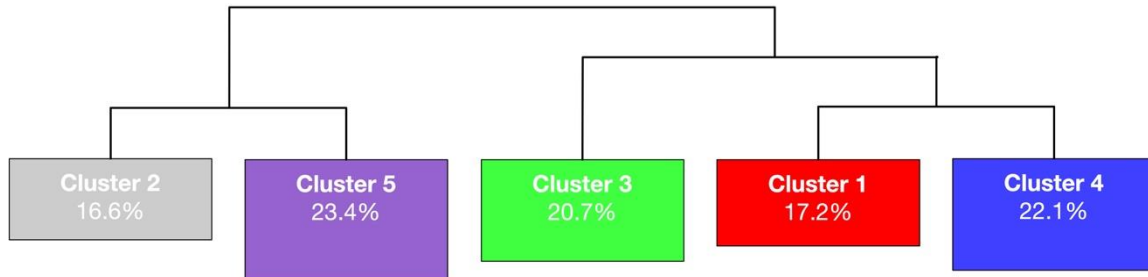 Cluster 2
16.6%
Cluster 5
23.4%
Cluster 3
20.7%
Cluster 1
17.2%
Cluster 4
22.1%